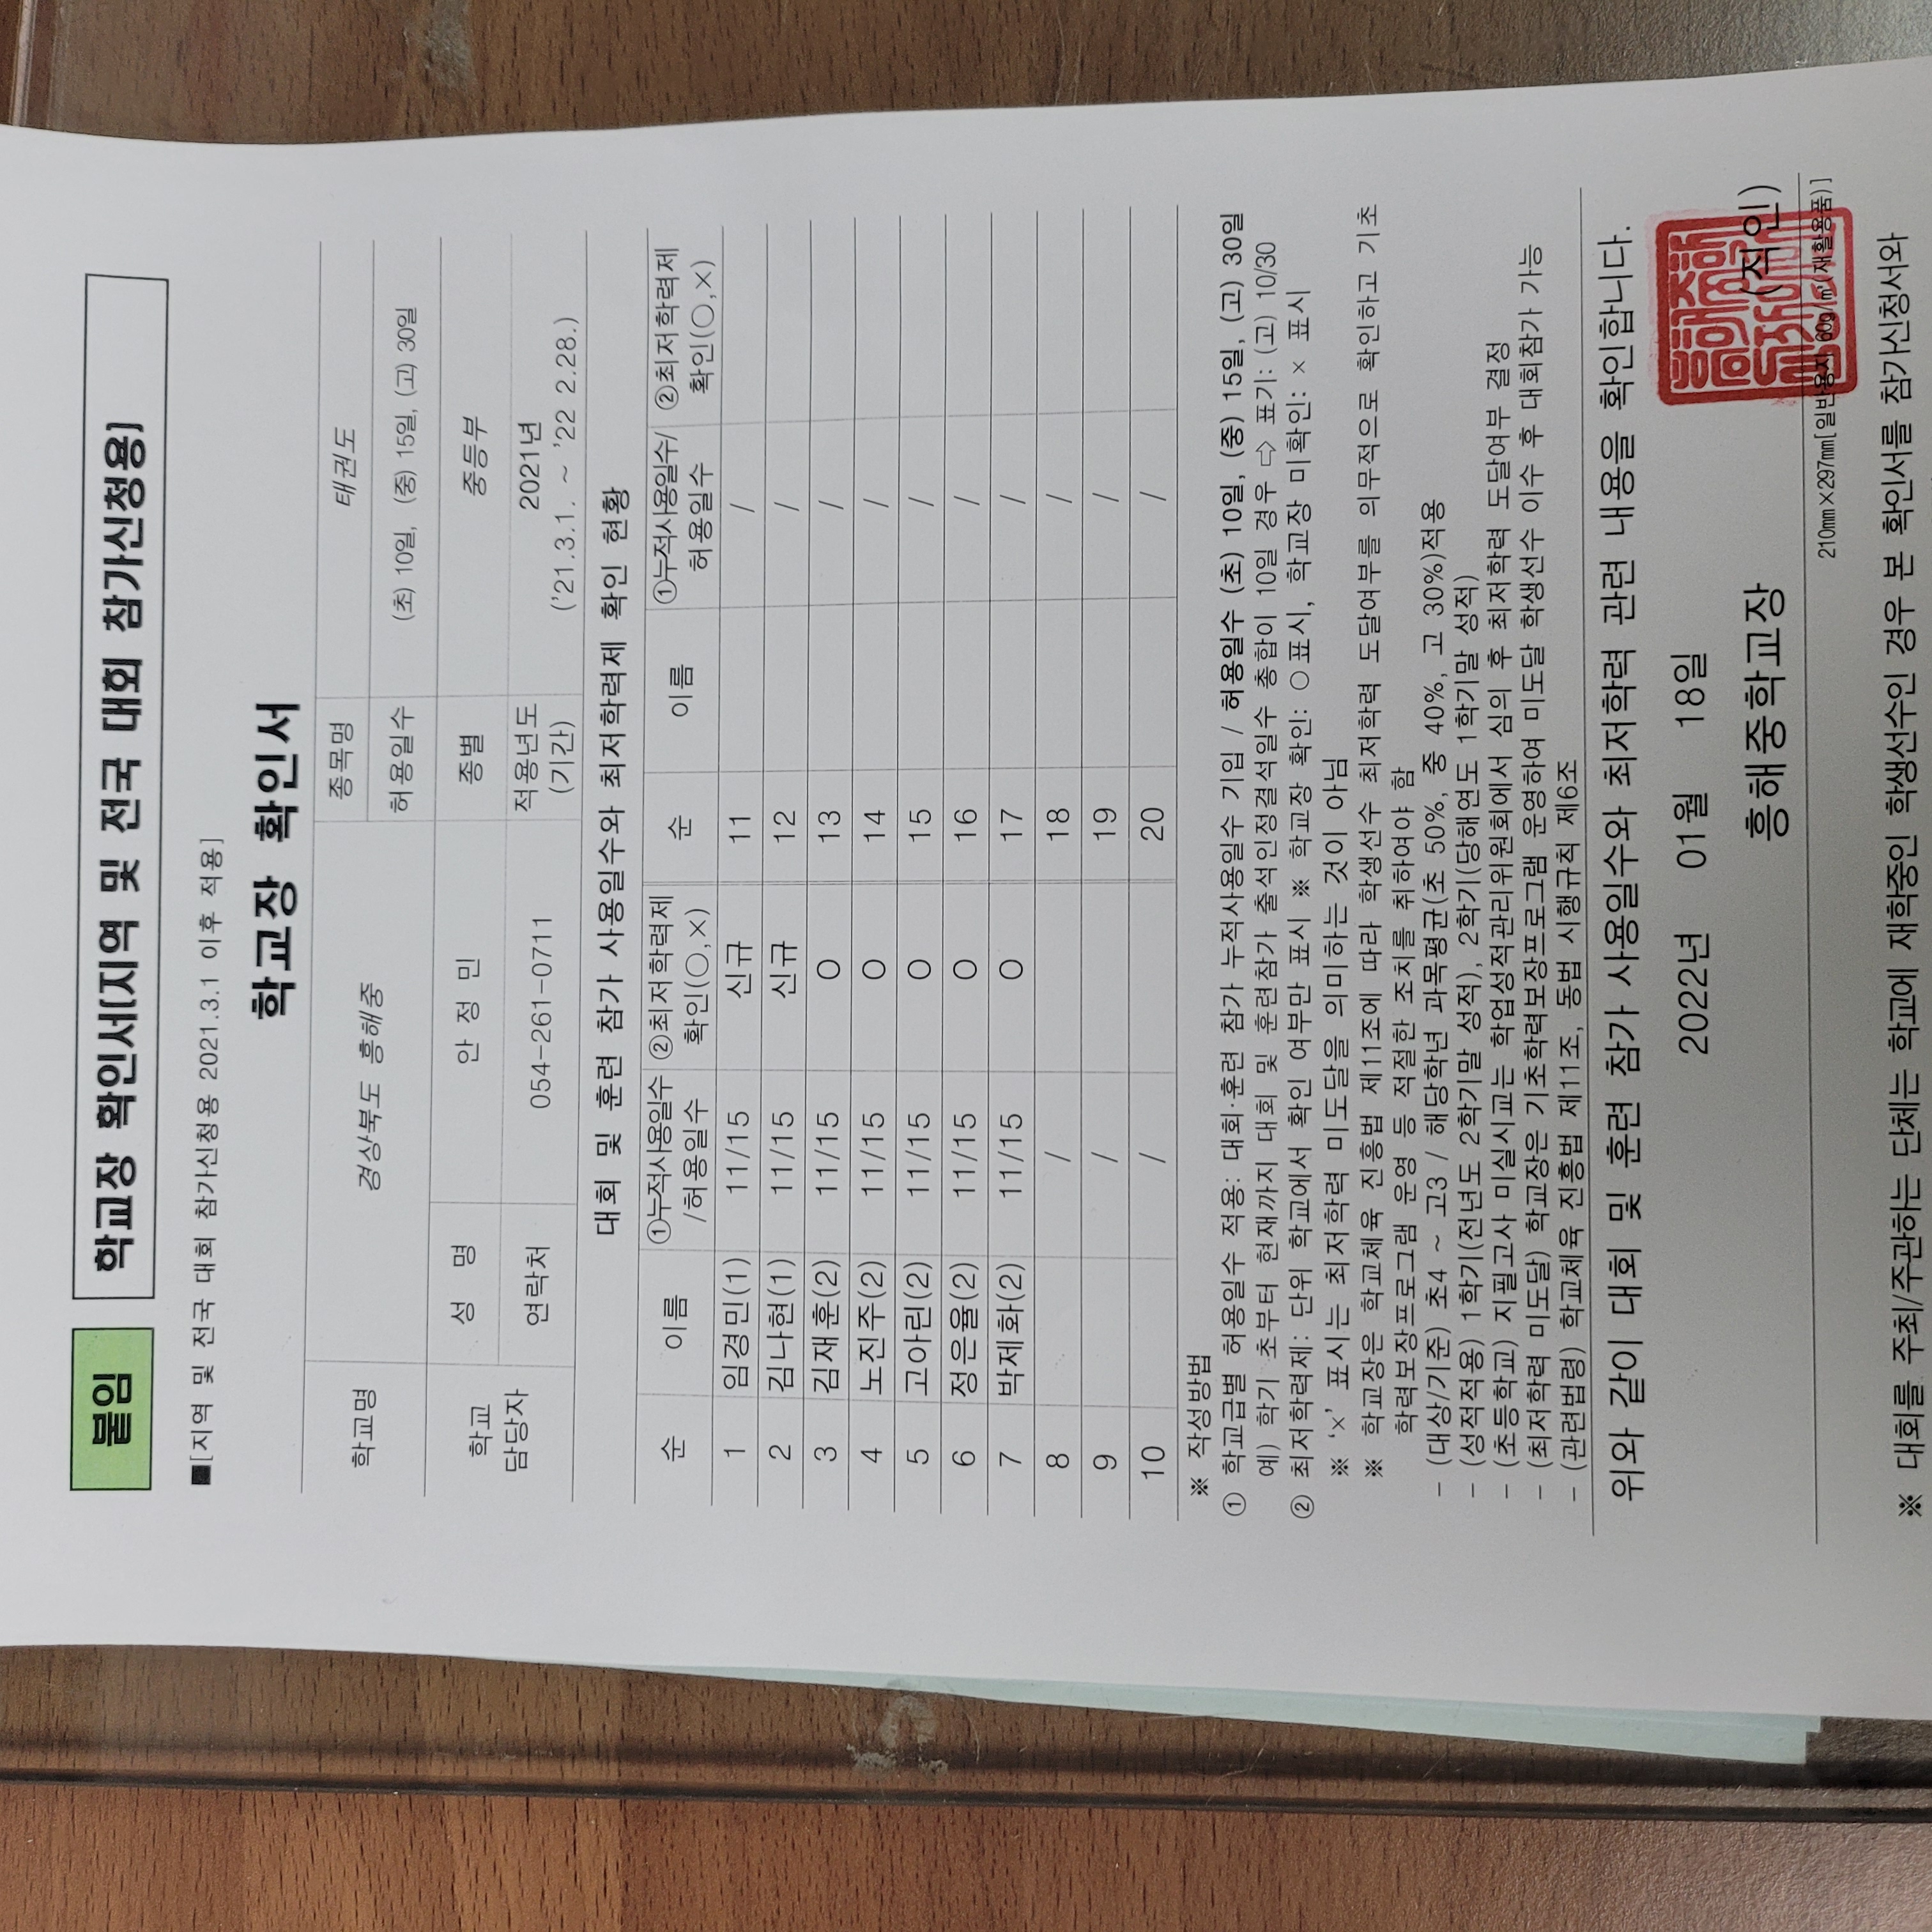 붙임
학교장 확인서[지역 및 전국 대회 참가신청용]
■[지역 및 전국 대회 참가신청용 2021.3.1 이후 적용]
학교장 확인서
학교명 경상북도 흥해중 종목명 태권도
허용일수 (초) 10일, (중) 15일, (고) 30일
학교 담당자 성 명 안 정 민 종별 중등부
연락처 054-261-0711 적용년도 (기간) 2021년
('21.3.1. ~ '22 2.28.)
대회 및 훈련 참가 사용일수와 최저학력제 확인 현황
순 이름 ①누적사용일수/허용일수 ②최저학력제 확인(○,×) 순 이름 ①누적사용일수/허용일수 ②최저학력제 확인(○,×)
1 임경민(1) 11/15 신규 11 /
2 김나현(1) 11/15 신규 12 /
3 김재훈(2) 11/15 O 13 /
4 노진주(2) 11/15 O 14 /
5 고아린(2) 11/15 O 15 /
6 정은율(2) 11/15 O 16 /
7 박제화(2) 11/15 O 17 /
8 / 18 /
9 / 19 /
10 / 20 /
※ 작성방법
① 학교급별 허용일수 적용: 대회·훈련 참가 누적사용일수 기입 / 허용일수 (초) 10일, (중) 15일, (고) 30일
예) 학기 초부터 현재까지 대회 및 훈련참가 출석인정결석일수 총합이 10일 경우 ⇨ 표기: (고) 10/30
② 최저학력제: 단위 학교에서 확인 여부만 표시 ※ 학교장 확인: ○표시, 학교장 미확인: × 표시
※ '×' 표시는 최저학력 미도달을 의미하는 것이 아님
※ 학교장은 학교체육 진흥법 제11조에 따라 학생선수 최저학력 도달여부를 의무적으로 확인하고 기초
학력보장프로그램 운영 등 적절한 조치를 취하여야 함
- (대상/기준) 초4 ~ 고3 / 해당학년 과목평균(초 50%, 중 40%, 고 30%)적용
- (성적적용) 1학기(전년도 2학기말 성적), 2학기(당해연도 1학기말 성적)
- (초등학교) 지필고사 미실시교는 학업성적관리위원회에서 심의 후 최저학력 도달여부 결정
- (최저학력 미도달) 학교장은 기초학력보장프로그램 운영하여 미도달 학생선수 이수 후 대회참가 가능
- (관련법령) 학교체육 진흥법 제11조, 동법 시행규칙 제6조
위와 같이 대회 및 훈련 참가 사용일수와 최저학력 관련 내용을 확인합니다.
2022년 01월 18일
흥해중학교장 (직인)
210mm×297mm[일반용지 60g/㎡(재활용품)]
※ 대회를 주최/주관하는 단체는 학교에 재학중인 학생선수인 경우 본 확인서를 참가신청서와